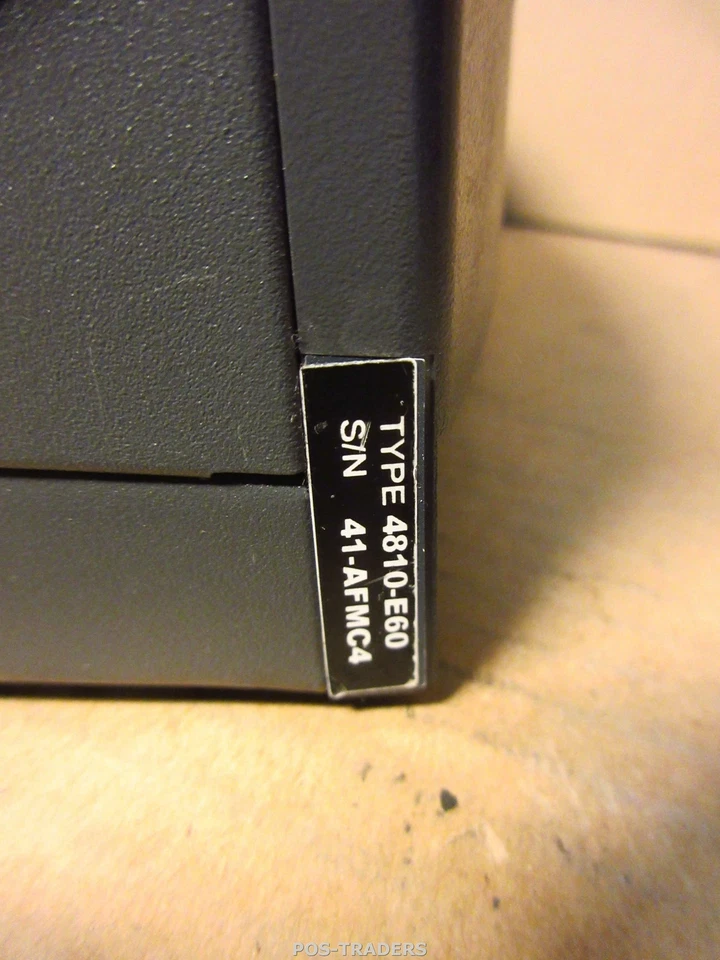 TYPE 4810-E60
S/N 41-AFMC4
POS-TRADERS